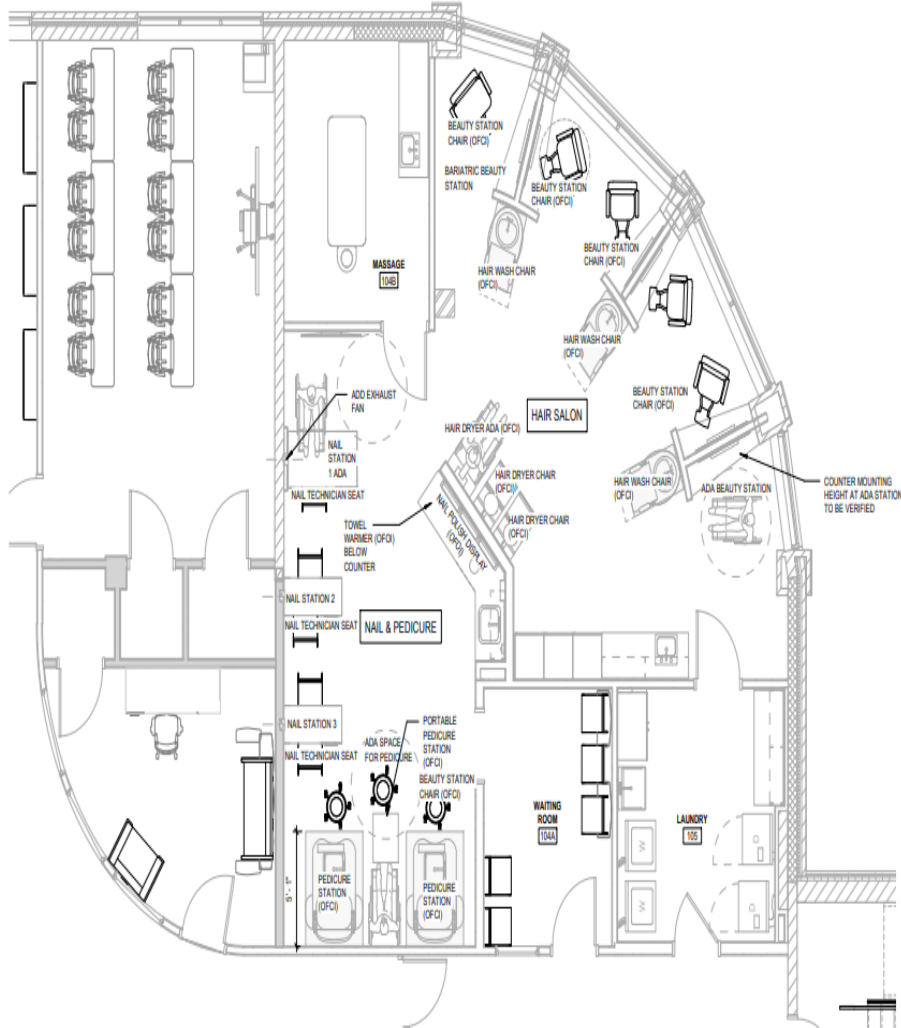 BEAUTY STATION
CHAIR (OFCI)
BARIATRIC BEAUTY
STATION
BEAUTY STATION
CHAIR (OFCI)
BEAUTY STATION
CHAIR (OFCI)
MASSAGE
104B
HAIR WASH CHAIR
(OFCI)
HAIR WASH CHAIR
(OFCI)
BEAUTY STATION
CHAIR (OFCI)
ADD EXHAUST
FAN
HAIR SALON
HAIR DRYER ADA (OFCI)
NAIL
STATION
1 ADA
NAIL TECHNICIAN SEAT
HAIR DRYER CHAIR
(OFCI)
HAIR WASH CHAIR
(OFCI)
ADA BEAUTY STATION
COUNTER MOUNTING
HEIGHT AT ADA STATION
TO BE VERIFIED
TOWEL
WARMER (OFCI)
BELOW
COUNTER
NAIL POLISH DISPLAY
(OFOI)
HAIR DRYER CHAIR
(OFCI)
NAIL STATION 2
NAIL TECHNICIAN SEAT
NAIL & PEDICURE
NAIL STATION 3
NAIL TECHNICIAN SEAT
ADA SPACE
FOR PEDICURE
PORTABLE
PEDICURE
STATION
(OFCI)
BEAUTY STATION
CHAIR (OFCI)
WAITING
ROOM
104A
LAUNDRY
105
W
D
W
D
5' - 1"
PEDICURE
STATION
(OFCI)
PEDICURE
STATION
(OFCI)